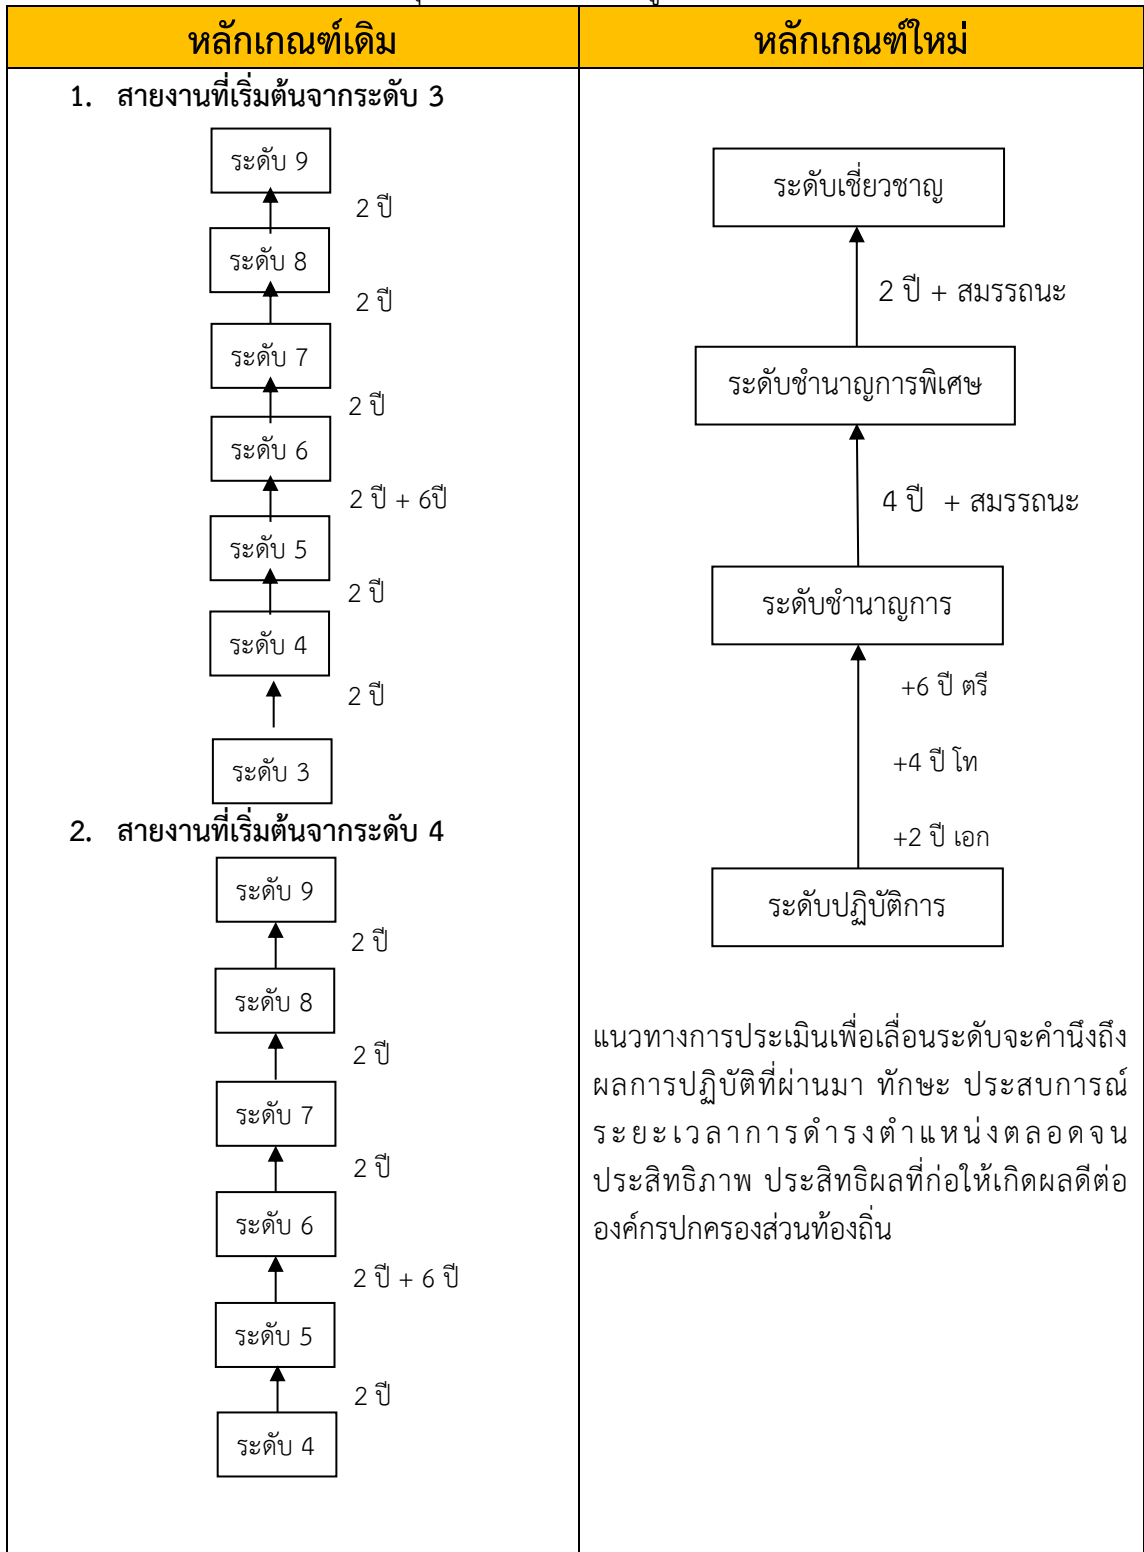 หลักเกณฑ์เดิม
หลักเกณฑ์ใหม่
1. สายงานที่เริ่มต้นจากระดับ 3
ระดับ 9
2 ปี
ระดับ 8
2 ปี
ระดับ 7
2 ปี
ระดับ 6
2 ปี + 6ปี
ระดับ 5
2 ปี
ระดับ 4
2 ปี
ระดับ 3
2. สายงานที่เริ่มต้นจากระดับ 4
ระดับ 9
2 ปี
ระดับ 8
2 ปี
ระดับ 7
2 ปี
ระดับ 6
2 ปี + 6 ปี
ระดับ 5
2 ปี
ระดับ 4
ระดับเชี่ยวชาญ
2 ปี + สมรรถนะ
ระดับชำนาญการพิเศษ
4 ปี + สมรรถนะ
ระดับชำนาญการ
+6 ปี ตรี
+4 ปี โท
+2 ปี เอก
ระดับปฏิบัติการ
แนวทางการประเมินเพื่อเลื่อนระดับจะคำนึงถึง
ผลการปฏิบัติที่ผ่านมา ทักษะ ประสบการณ์
ระยะเวลาการดำรงตำแหน่งตลอดจน
ประสิทธิภาพ ประสิทธิผลที่ก่อให้เกิดผลดีต่อ
องค์กรปกครองส่วนท้องถิ่น